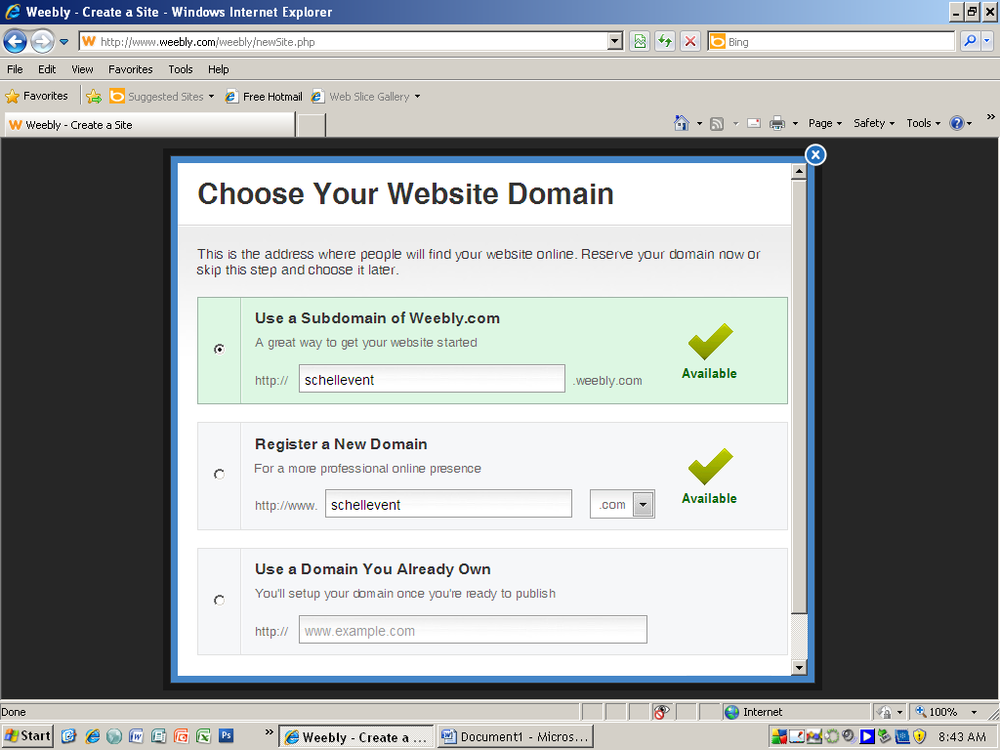 Weebly - Create a Site - Windows Internet Explorer
http://www.weebly.com/weebly/newSite.php
Bing
File Edit View Favorites Tools Help
Favorites Suggested Sites Free Hotmail Web Slice Gallery
Weebly - Create a Site
Page Safety Tools »
Choose Your Website Domain
This is the address where people will find your website online. Reserve your domain now or
skip this step and choose it later.
Use a Subdomain of Weebly.com
A great way to get your website started
http:// schellevent .weebly.com
Available
Register a New Domain
For a more professional online presence
http://www. schellevent .com
Available
Use a Domain You Already Own
You'll setup your domain once you're ready to publish
http:// www.example.com
Done Internet 100%
Start » Weebly - Create a ... Document1 - Micros... 8:43 AM